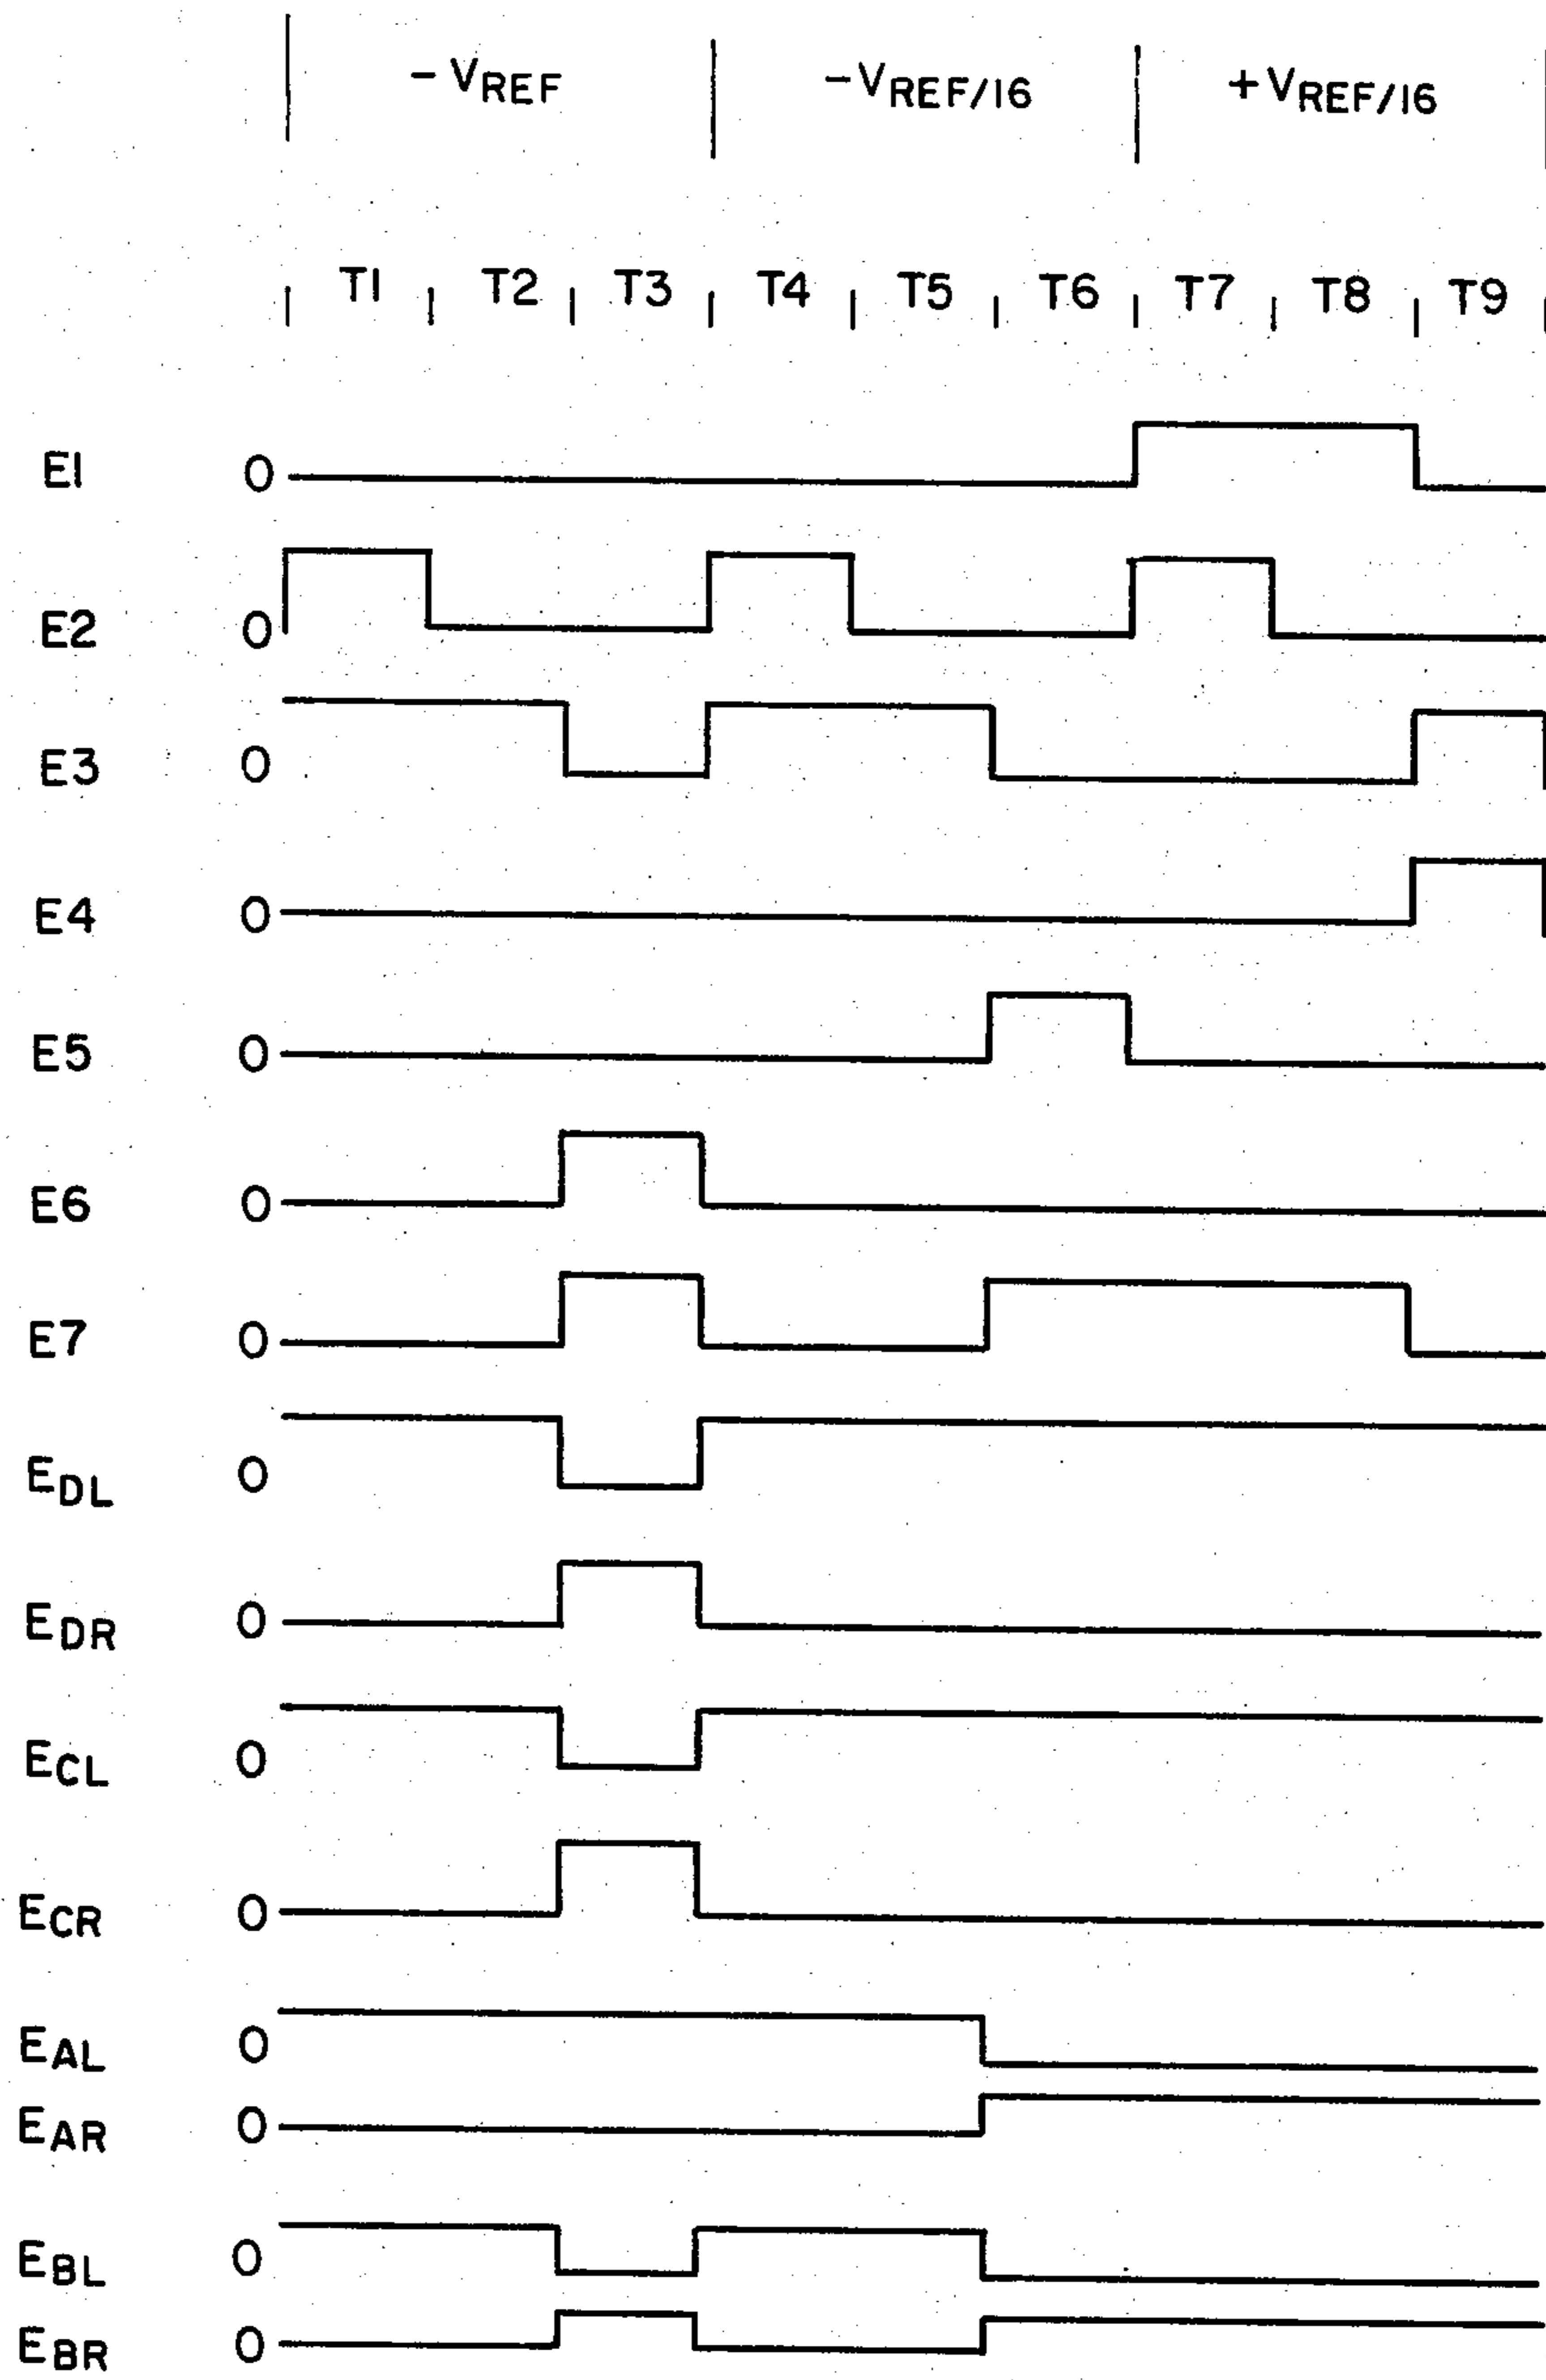 -VREF -VREF/16 +VREF/16
T1 T2 T3 T4 T5 T6 T7 T8 T9
E1 0
E2 0
E3 0
E4 0
E5 0
E6 0
E7 0
EDL 0
EDR 0
ECL 0
ECR 0
EAL 0
EAR 0
EBL 0
EBR 0